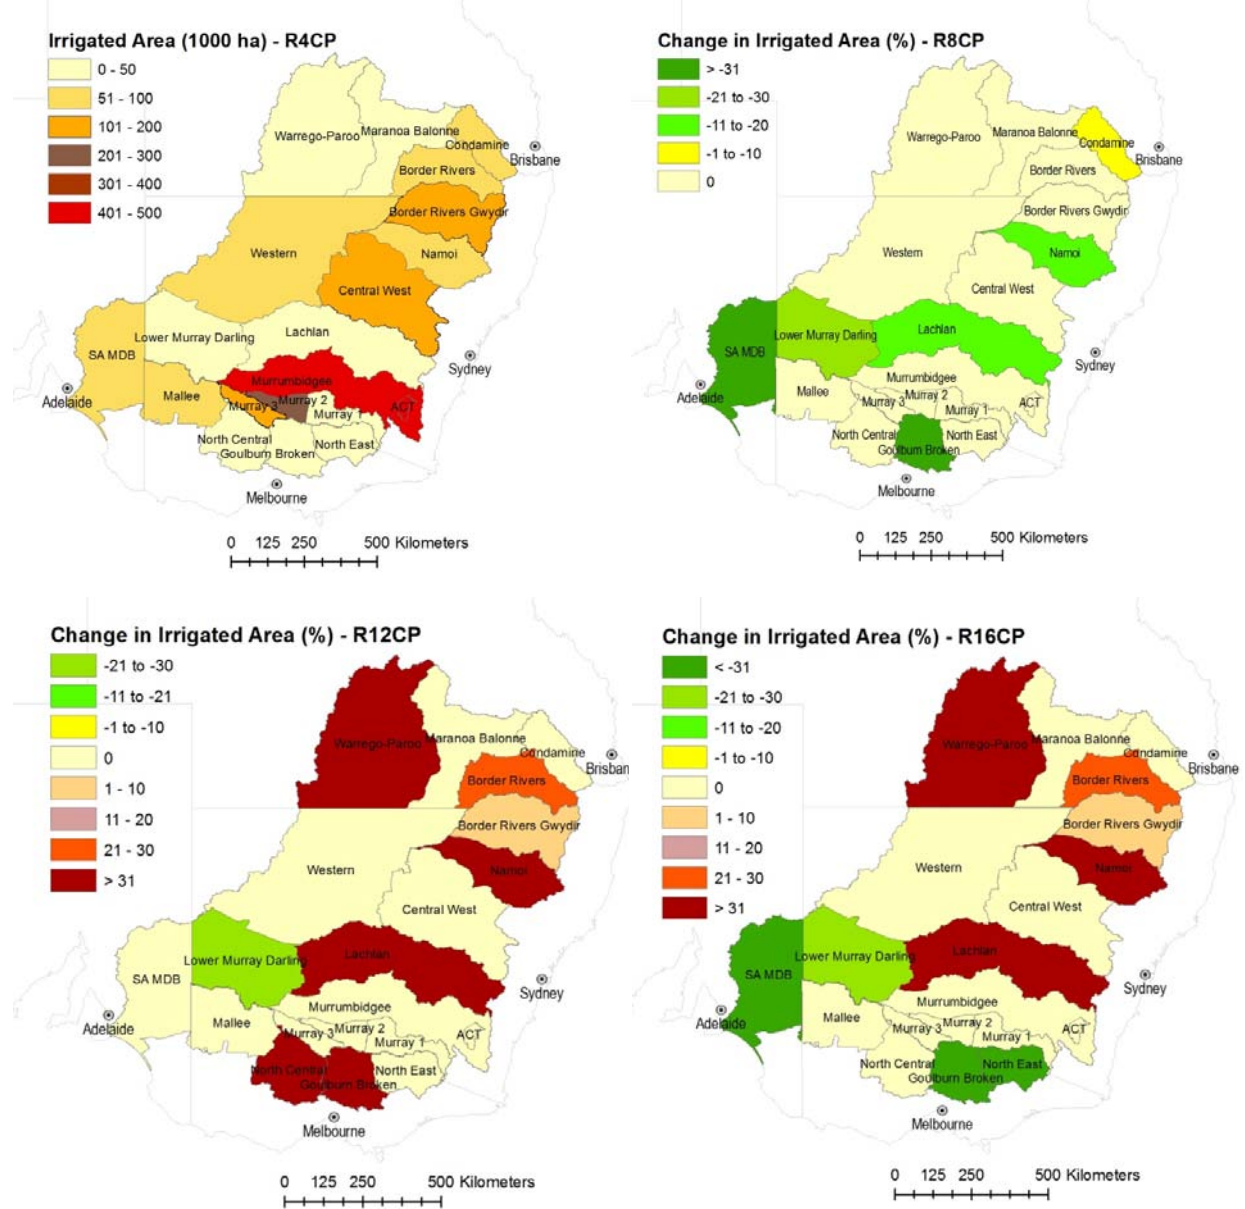 Irrigated Area (1000 ha) - R4CP
0 - 50
51 - 100
101 - 200
201 - 300
301 - 400
401 - 500
Warrego-Paroo
Maranoa Balonne
Condamine
Brisbane
Border Rivers
Border Rivers Gwydir
Western
Namoi
Central West
Lower Murray Darling
Lachlan
SA MDB
Sydney
Murrumbidgee
Adelaide
Mallee
Murray 3
Murray 2
ACT
Murray 1
North Central
North East
Goulburn Broken
Melbourne
0 125 250 500 Kilometers
Change in Irrigated Area (%) - R8CP
> -31
-21 to -30
-11 to -20
-1 to -10
0
Warrego-Paroo
Maranoa Balonne
Condamine
Brisbane
Border Rivers
Border Rivers Gwydir
Western
Namoi
Central West
Lachlan
Lower Murray Darling
SA MDB
Sydney
Murrumbidgee
Adelaide
Mallee
Murray 3
Murray 2
ACT
Murray 1
North Central
North East
Goulburn Broken
Melbourne
0 125 250 500 Kilometers
Change in Irrigated Area (%) - R12CP
-21 to -30
-11 to -21
-1 to -10
0
1 - 10
11 - 20
21 - 30
> 31
Warrego-Paroo
Maranoa Balonne
Condamine
Brisban
Border Rivers
Border Rivers Gwydir
Western
Namoi
Central West
Lachlan
Lower Murray Darling
SA MDB
Sydney
Murrumbidgee
Adelaide
Mallee
Murray 3
Murray 2
ACT
Murray 1
North Central
North East
Goulburn Broken
Melbourne
0 125 250 500 Kilometers
Change in Irrigated Area (%) - R16CP
< -31
-21 to -30
-11 to -20
-1 to -10
0
1 - 10
11 - 20
21 - 30
> 31
Warrego-Paroo
Maranoa Balonne
Condamine
Brisbane
Border Rivers
Border Rivers Gwydir
Western
Namoi
Central West
Lachlan
Lower Murray Darling
SA MDB
Sydney
Murrumbidgee
Adelaide
Mallee
Murray 3
Murray 2
ACT
Murray 1
North Central
North East
Goulburn Broken
Melbourne
0 125 250 500 Kilometers